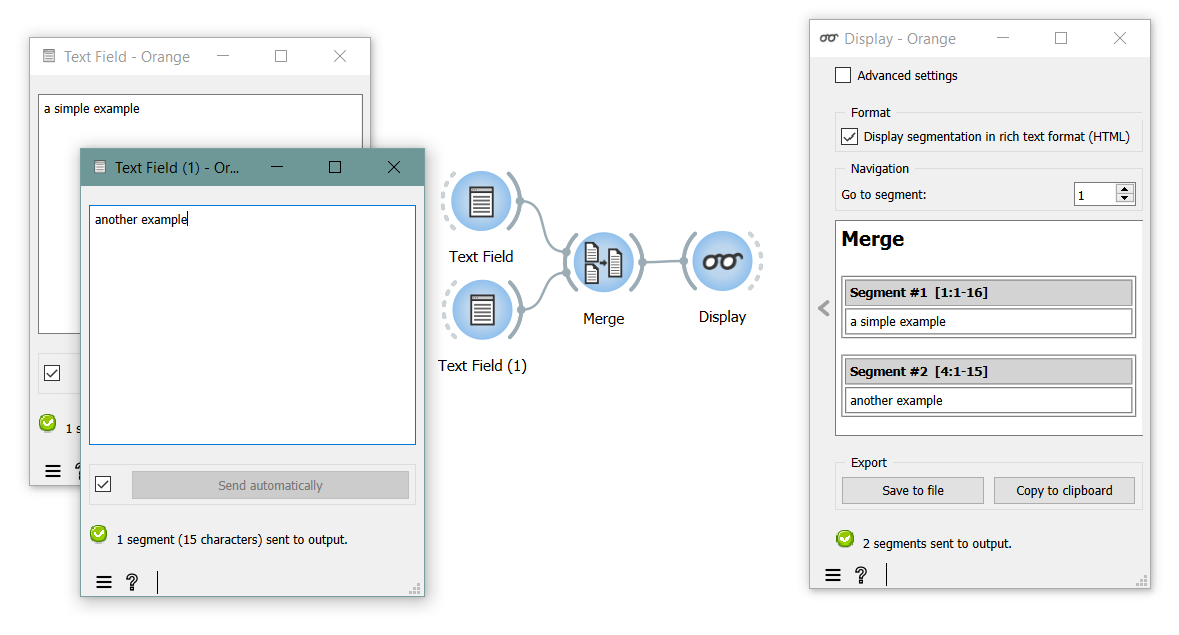 Text Field - Orange
a simple example
1 s
Text Field (1) - Or...
another example
Send automatically
1 segment (15 characters) sent to output.
Text Field
Text Field (1)
Merge
Display
Display - Orange
Advanced settings
Format
Display segmentation in rich text format (HTML)
Navigation
Go to segment:
1
Merge
Segment #1 [1:1-16]
a simple example
Segment #2 [4:1-15]
another example
Export
Save to file
Copy to clipboard
2 segments sent to output.